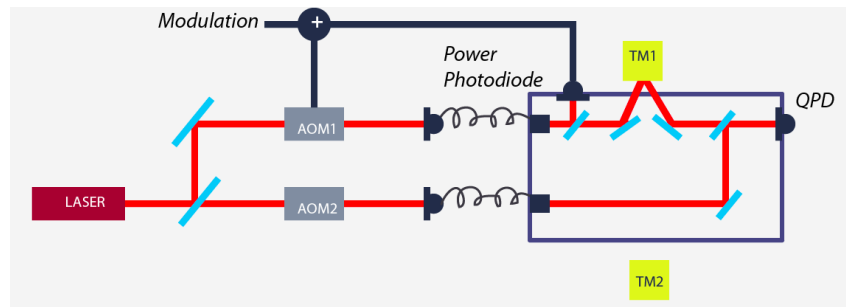 Modulation
+
Power
Photodiode
TM1
QPD
AOM1
LASER
AOM2
TM2